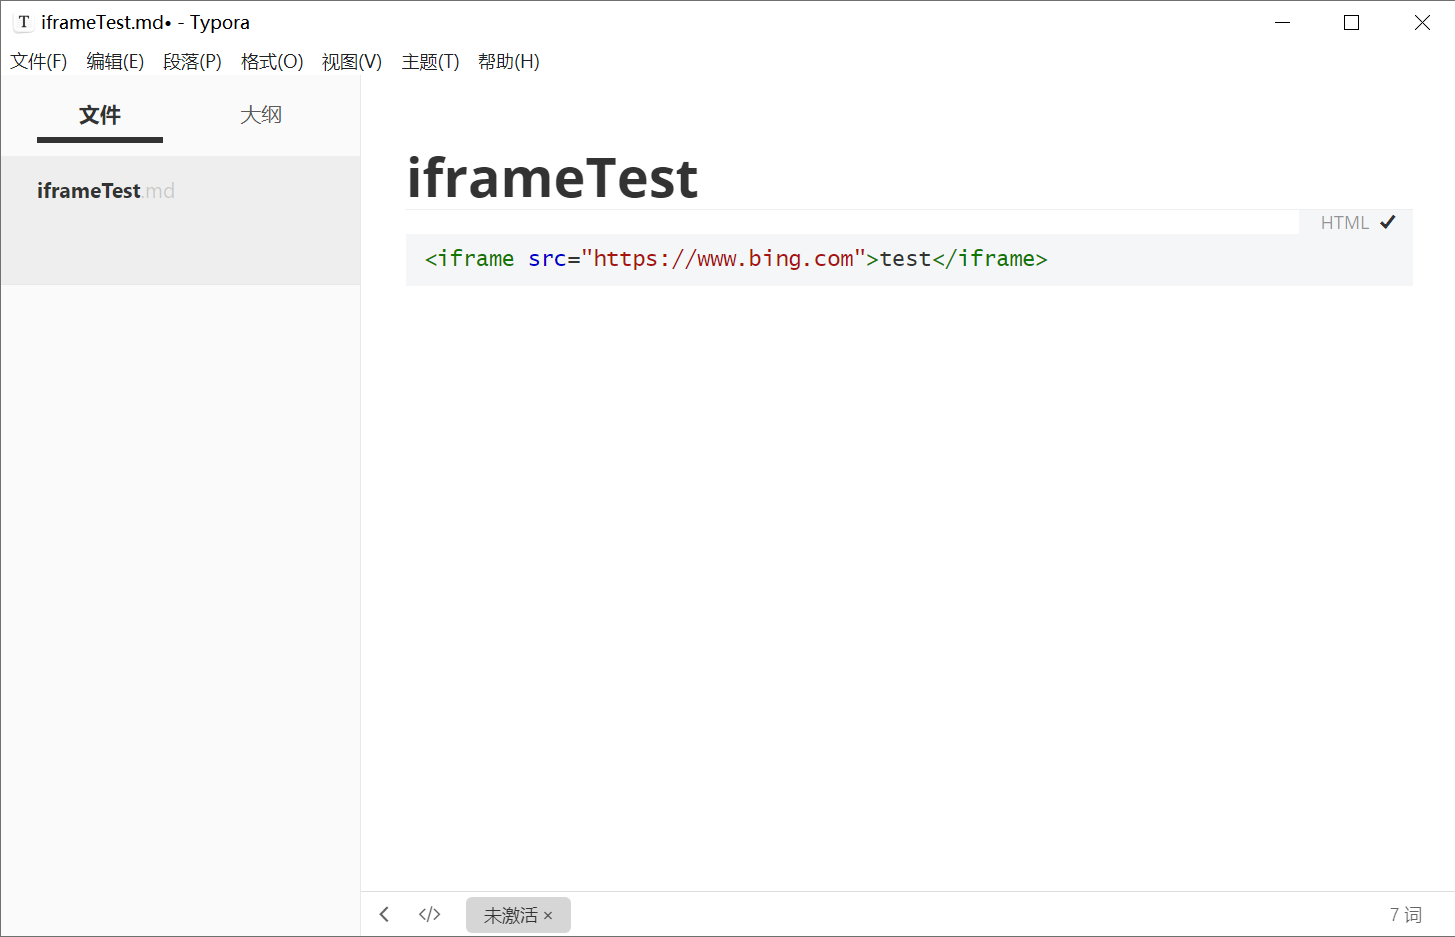 iframeTest.md• - Typora
文件(F) 编辑(E) 段落(P) 格式(O) 视图(V) 主题(T) 帮助(H)
文件 大纲
iframeTest.md
iframeTest
HTML
<iframe src="https://www.bing.com">test</iframe>
</> 未激活 × 7 词